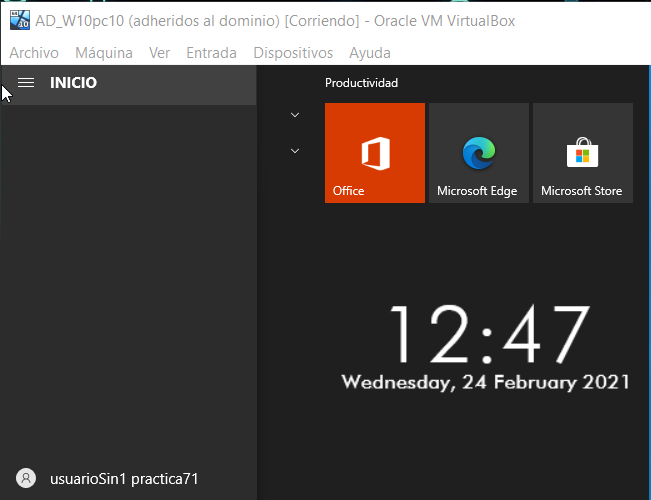 AD_W10pc10 (adheridos al dominio) [Corriendo] - Oracle VM VirtualBox
Archivo Máquina Ver Entrada Dispositivos Ayuda
INICIO
Productividad
Office Microsoft Edge Microsoft Store
12:47
Wednesday, 24 February 2021
usuarioSin1 practica71